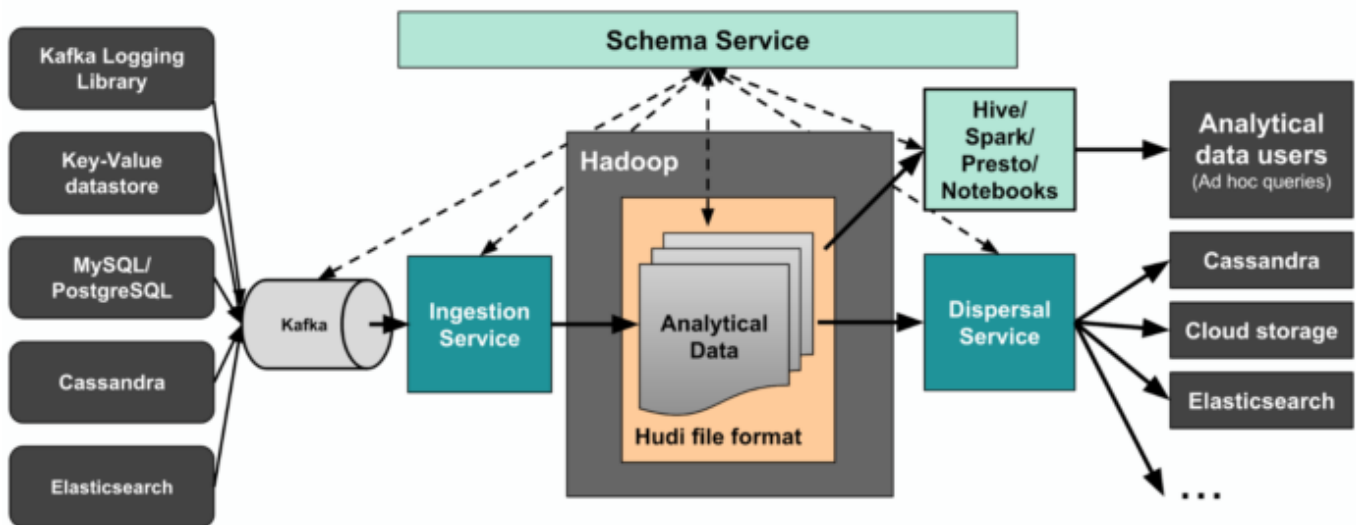 Schema Service
Kafka Logging
Library
Key-Value
datastore
MySQL/
PostgreSQL
Cassandra
Elasticsearch
Kafka
Ingestion
Service
Hadoop
Analytical
Data
Hudi file format
Hive/
Spark/
Presto/
Notebooks
Dispersal
Service
Analytical
data users
(Ad hoc queries)
Cassandra
Cloud storage
Elasticsearch
...